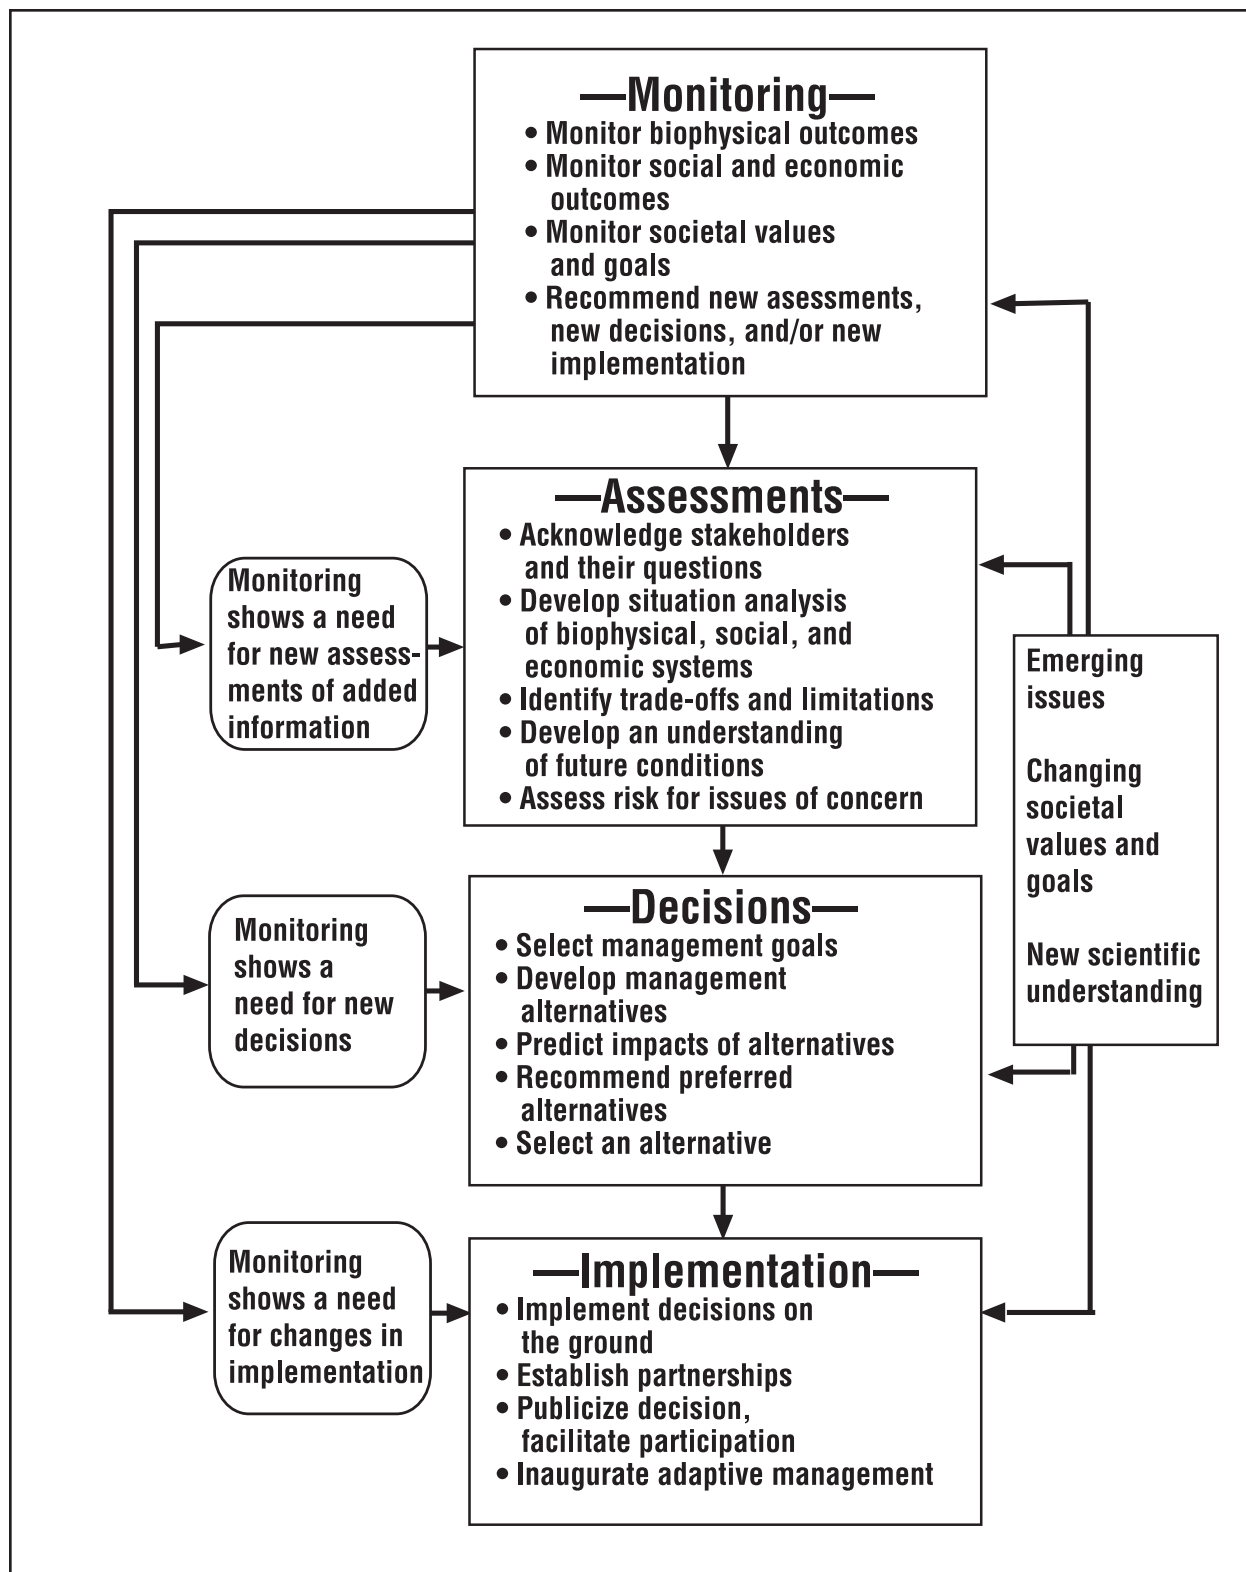 —Monitoring—
• Monitor biophysical outcomes
• Monitor social and economic
outcomes
• Monitor societal values
and goals
• Recommend new asessments,
new decisions, and/or new
implementation
—Assessments—
• Acknowledge stakeholders
and their questions
• Develop situation analysis
of biophysical, social, and
economic systems
• Identify trade-offs and limitations
• Develop an understanding
of future conditions
• Assess risk for issues of concern
Monitoring
shows a need
for new assess-
ments of added
information
Emerging
issues
Changing
societal
values and
goals
New scientific
understanding
—Decisions—
• Select management goals
• Develop management
alternatives
• Predict impacts of alternatives
• Recommend preferred
alternatives
• Select an alternative
Monitoring
shows a
need for new
decisions
—Implementation—
• Implement decisions on
the ground
• Establish partnerships
• Publicize decision,
facilitate participation
• Inaugurate adaptive management
Monitoring
shows a need
for changes in
implementation